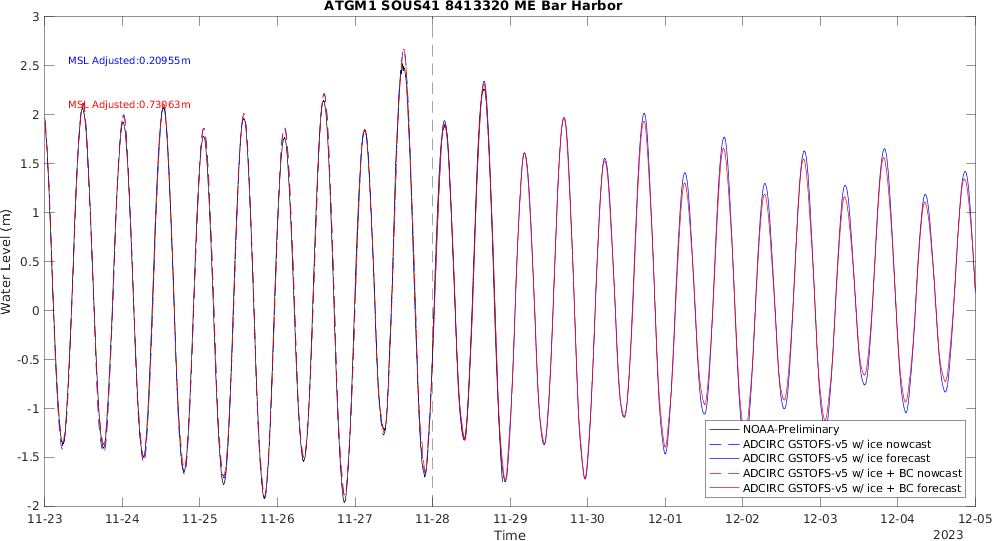 ATGM1 SOUS41 8413320 ME Bar Harbor
3
2.5
2
1.5
1
0.5
0
-0.5
-1
-1.5
-2
Water Level (m)
MSL Adjusted:0.20955m
MSL Adjusted:0.73063m
NOAA-Preliminary
ADCIRC GSTOFS-v5 w/ ice nowcast
ADCIRC GSTOFS-v5 w/ ice forecast
ADCIRC GSTOFS-v5 w/ ice + BC nowcast
ADCIRC GSTOFS-v5 w/ ice + BC forecast
11-23 11-24 11-25 11-26 11-27 11-28 11-29 11-30 12-01 12-02 12-03 12-04 12-05
Time
2023